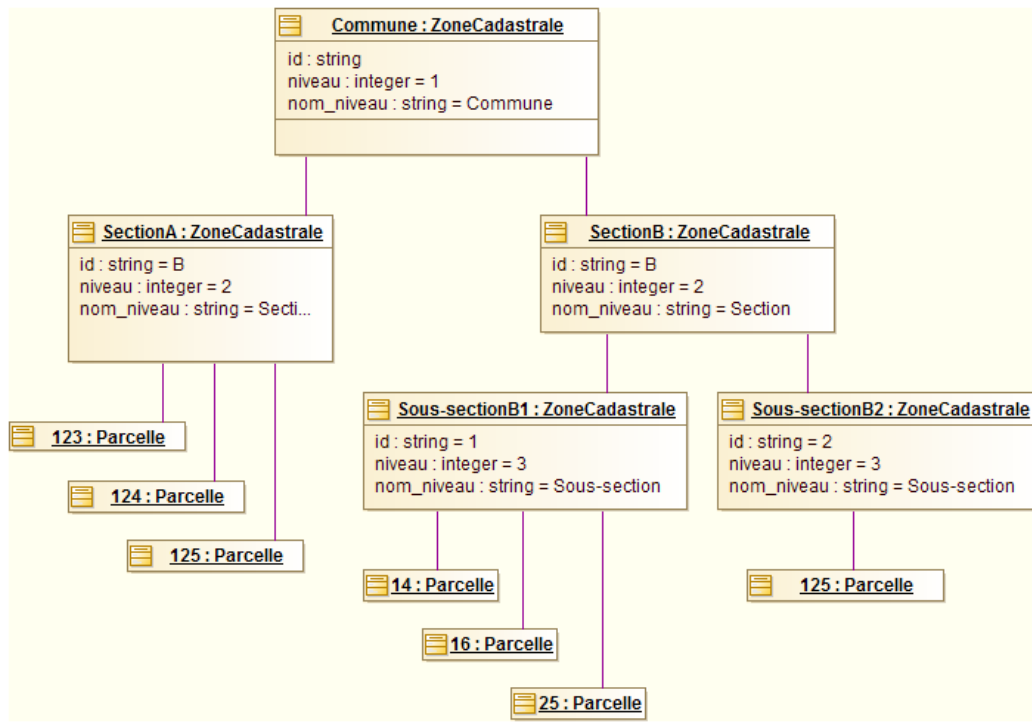 Commune : ZoneCadastrale
id : string
niveau : integer = 1
nom_niveau : string = Commune
SectionA : ZoneCadastrale
id : string = B
niveau : integer = 2
nom_niveau : string = Secti...
SectionB : ZoneCadastrale
id : string = B
niveau : integer = 2
nom_niveau : string = Section
123 : Parcelle
124 : Parcelle
125 : Parcelle
Sous-sectionB1 : ZoneCadastrale
id : string = 1
niveau : integer = 3
nom_niveau : string = Sous-section
Sous-sectionB2 : ZoneCadastrale
id : string = 2
niveau : integer = 3
nom_niveau : string = Sous-section
14 : Parcelle
16 : Parcelle
25 : Parcelle
125 : Parcelle